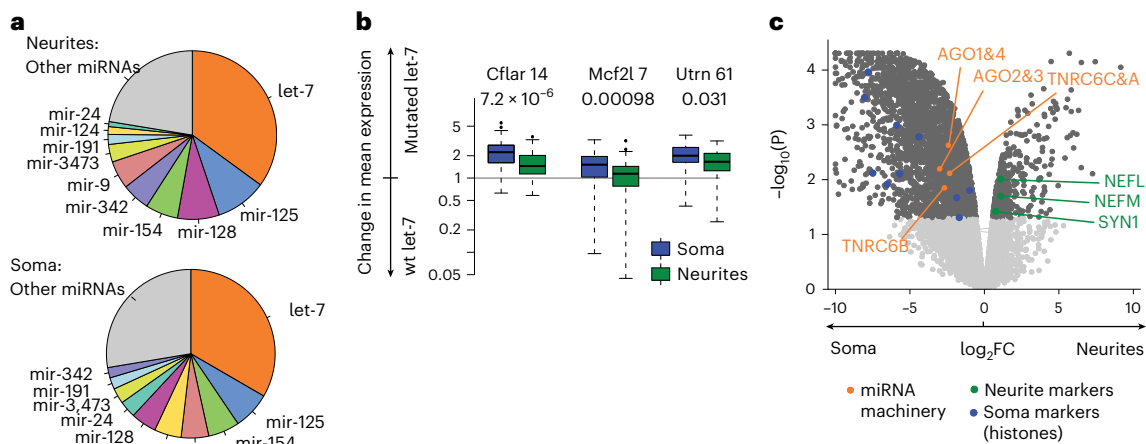 a
Neurites:
Other miRNAs
let-7
mir-24
mir-124
mir-191
mir-3473
mir-9
mir-342
mir-154
mir-128
mir-125
Soma:
Other miRNAs
let-7
mir-342
mir-191
mir-3,473
mir-24
mir-128
mir-125
mir-154
b
Change in mean expression
wt let-7
Mutated let-7
Cflar 14
Mcf2l 7
Utrn 61
7.2 × 10⁻⁶
0.00098
0.031
5
2
1
0.5
0.2
0.05
Soma
Neurites
c
–log₁₀(P)
4
3
2
1
0
AGO1&4
AGO2&3
TNRC6C&A
TNRC6B
NEFL
NEFM
SYN1
–10
–5
0
5
10
Soma
log₂FC
Neurites
miRNA
machinery
Neurite markers
Soma markers
(histones)